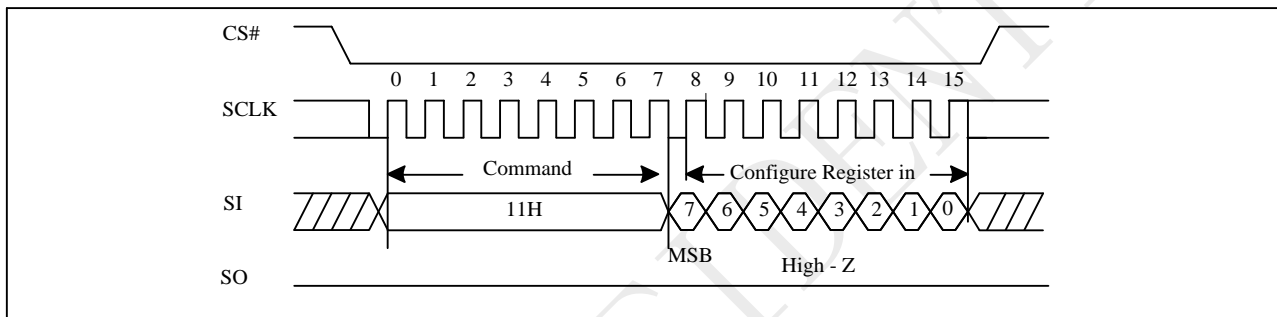 CS#
0 1 2 3 4 5 6 7 8 9 10 11 12 13 14 15
SCLK
Command Configure Register in
SI 11H 7 6 5 4 3 2 1 0
MSB High - Z
SO